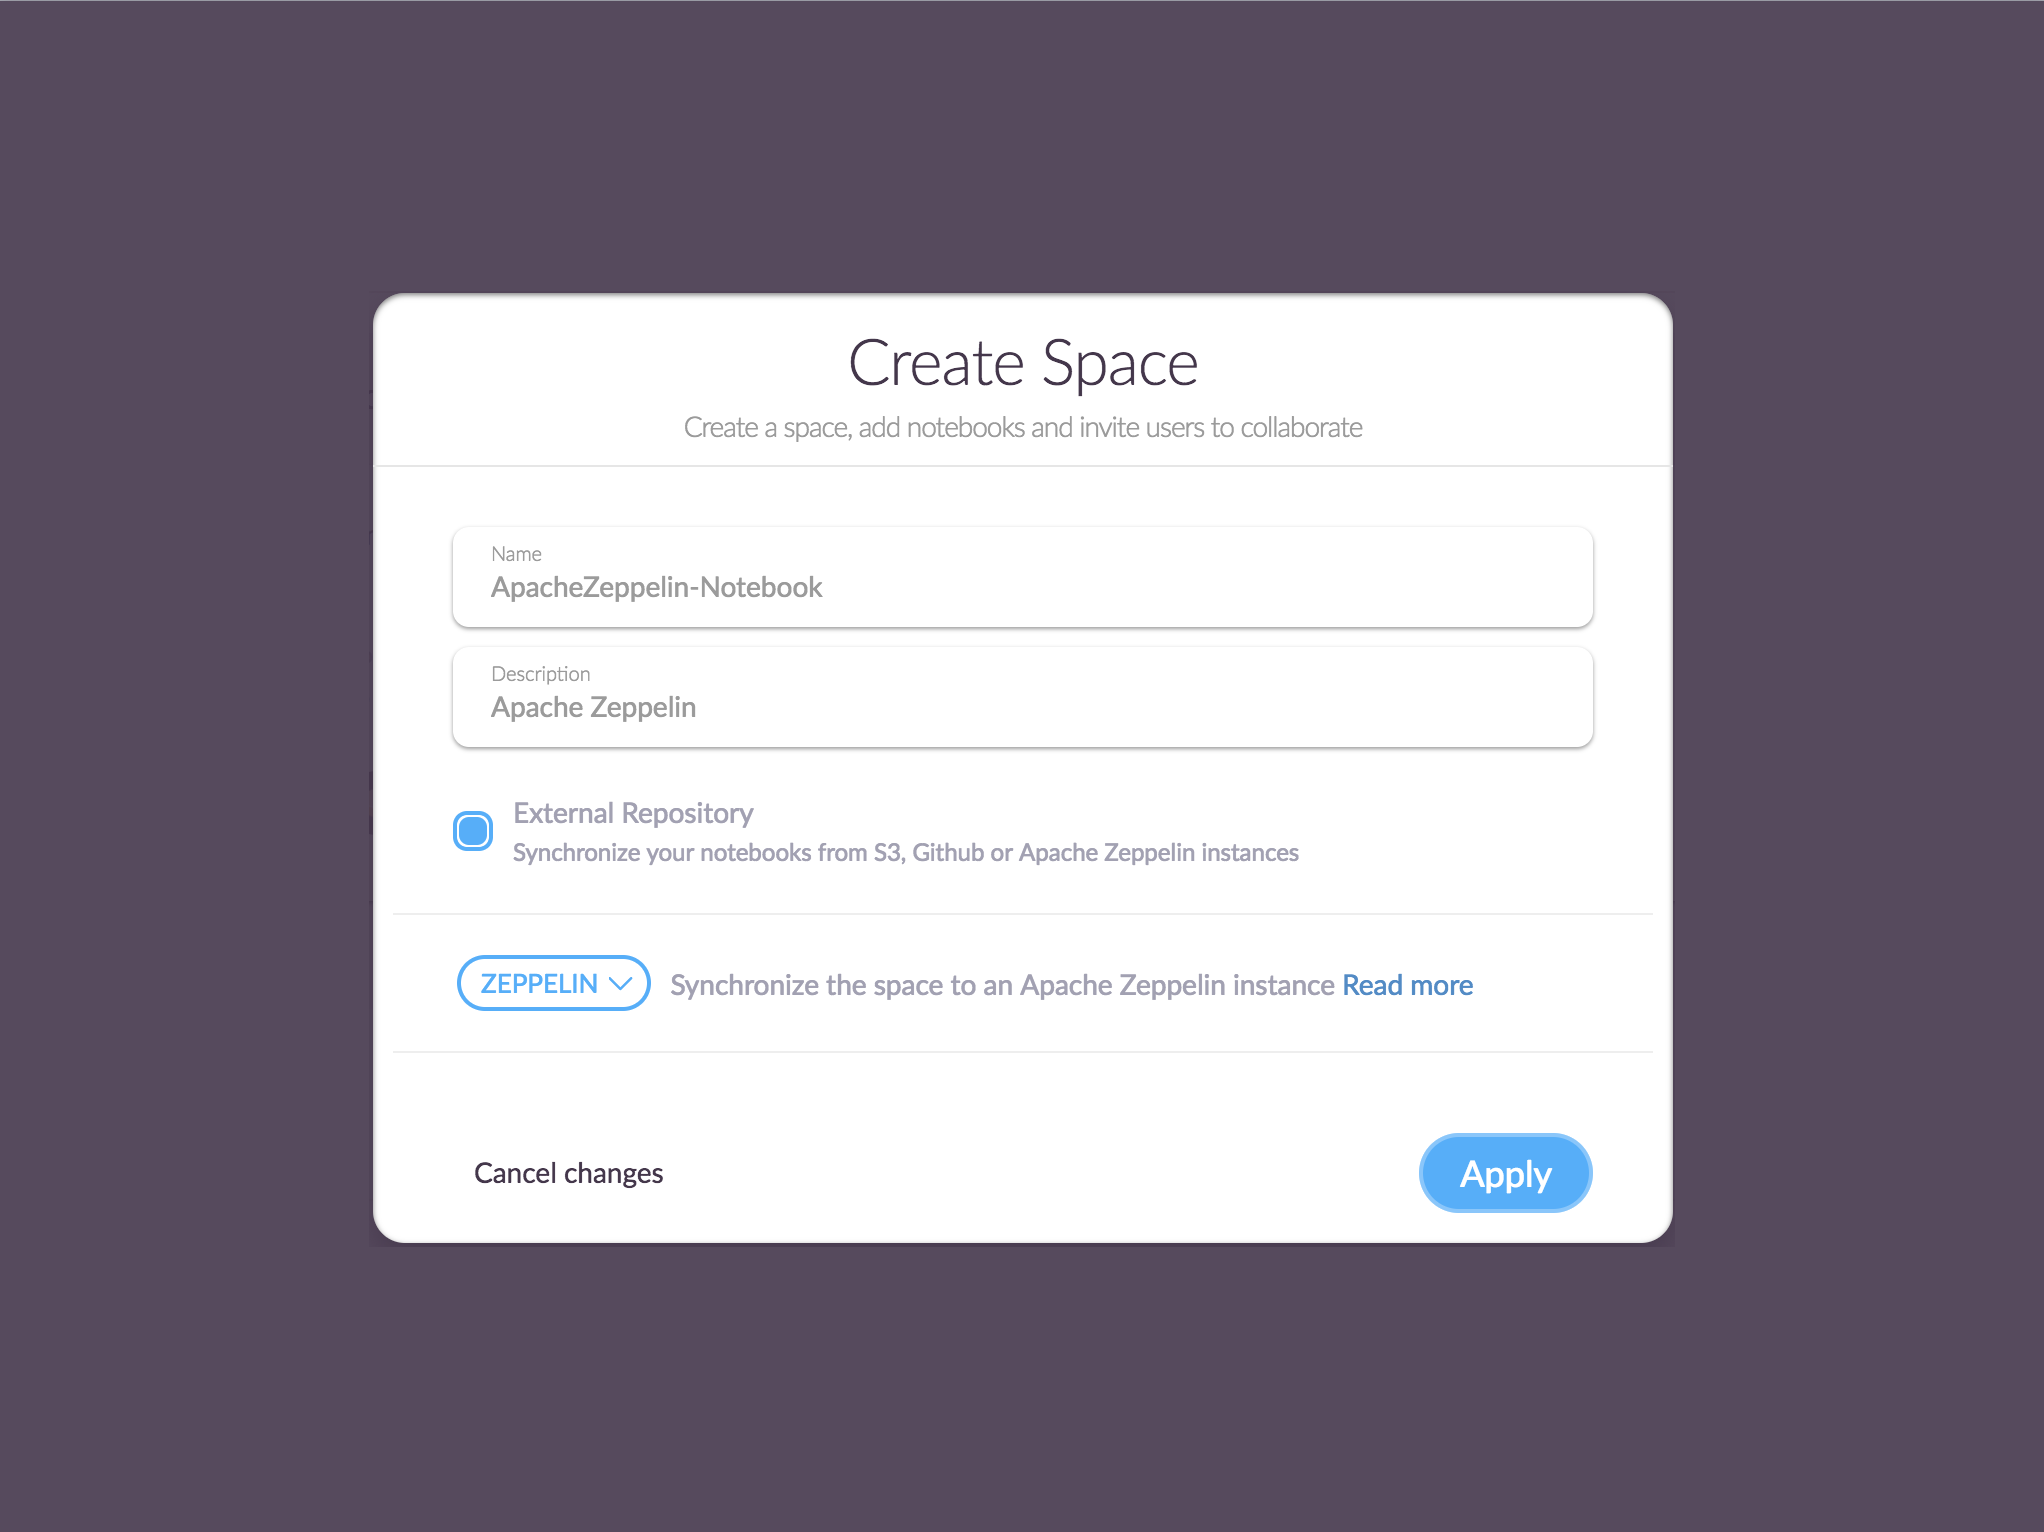 Create Space
Create a space, add notebooks and invite users to collaborate
Name
ApacheZeppelin-Notebook
Description
Apache Zeppelin
External Repository
Synchronize your notebooks from S3, Github or Apache Zeppelin instances
ZEPPELIN Synchronize the space to an Apache Zeppelin instance Read more
Cancel changes
Apply